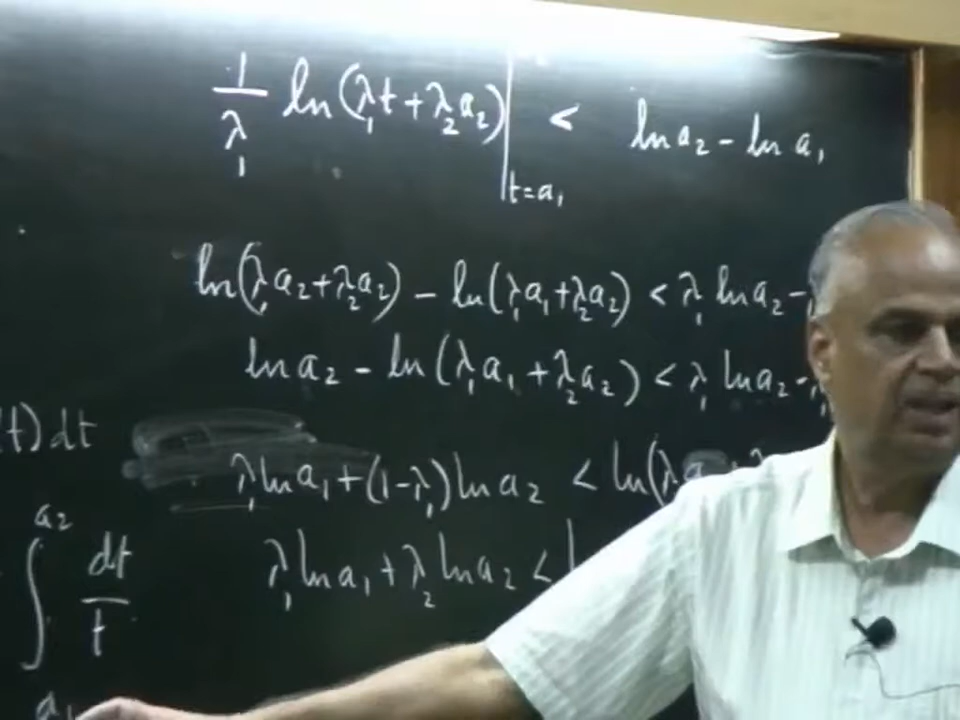 1/λ₁ ln(λ₁t+λ₂a₂)|t=a₁ < ln a₂ - ln a₁
ln(λ₁a₂+λ₂a₂) - ln(λ₁a₁+λ₂a₂) < λ₁ ln a₂ -
ln a₂ - ln(λ₁a₁+λ₂a₂) < λ₁ ln a₂ -
t)dt
λ₁ ln a₁ + (1-λ₁) ln a₂ < ln(λ₁a
∫ a₁ a₂ dt/t
λ₁ ln a₁ + λ₂ ln a₂ <